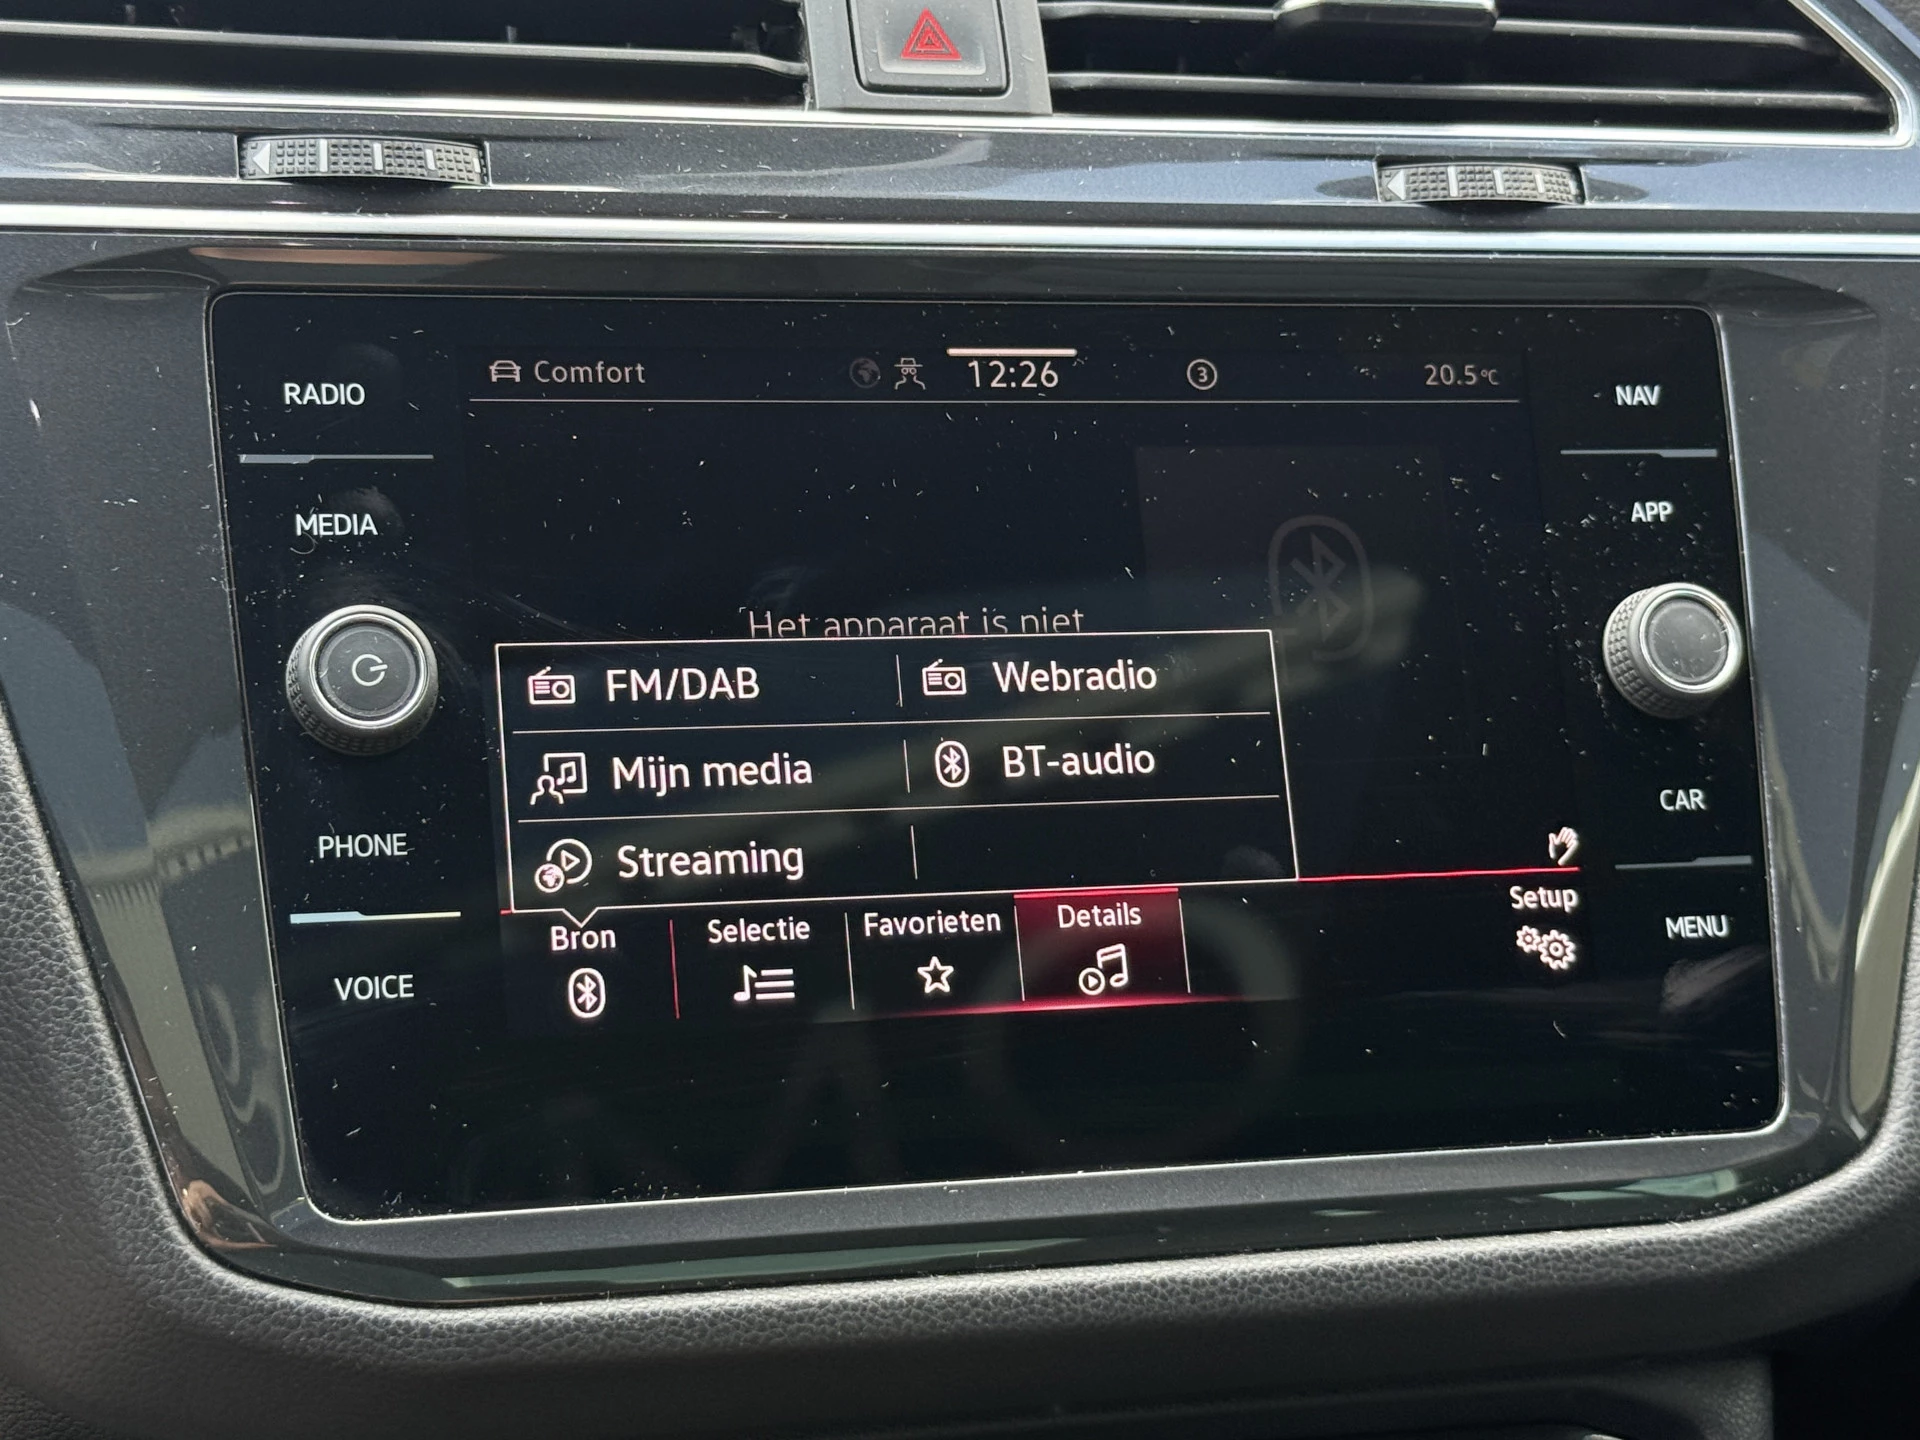 RADIO
Comfort
12:26
3
20.5°C
NAV
MEDIA
APP
Het apparaat is niet
FM/DAB
Webradio
Mijn media
BT-audio
Streaming
PHONE
CAR
Bron
Selectie
Favorieten
Details
Setup
VOICE
MENU